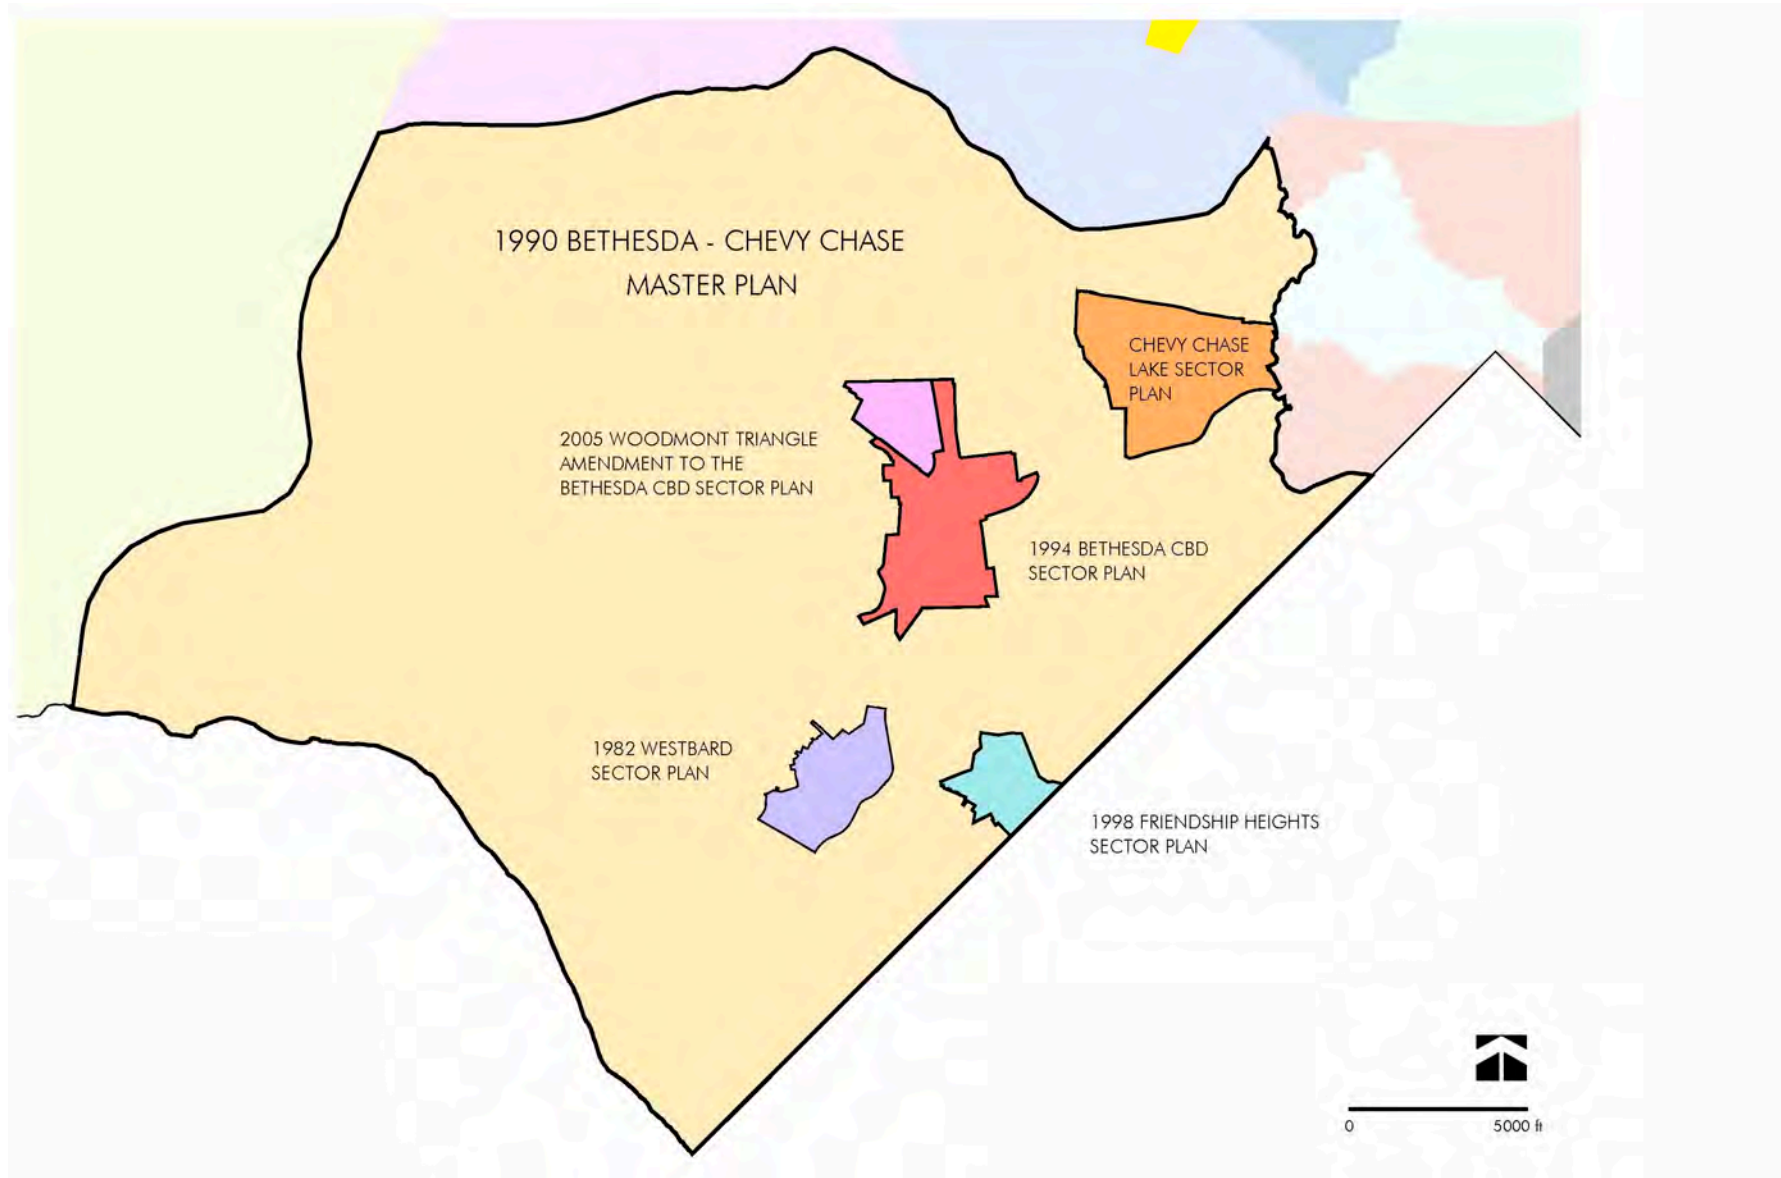 1990 BETHESDA - CHEVY CHASE
MASTER PLAN
CHEVY CHASE
LAKE SECTOR
PLAN
2005 WOODMONT TRIANGLE
AMENDMENT TO THE
BETHESDA CBD SECTOR PLAN
1994 BETHESDA CBD
SECTOR PLAN
1982 WESTBARD
SECTOR PLAN
1998 FRIENDSHIP HEIGHTS
SECTOR PLAN
0 5000 ft